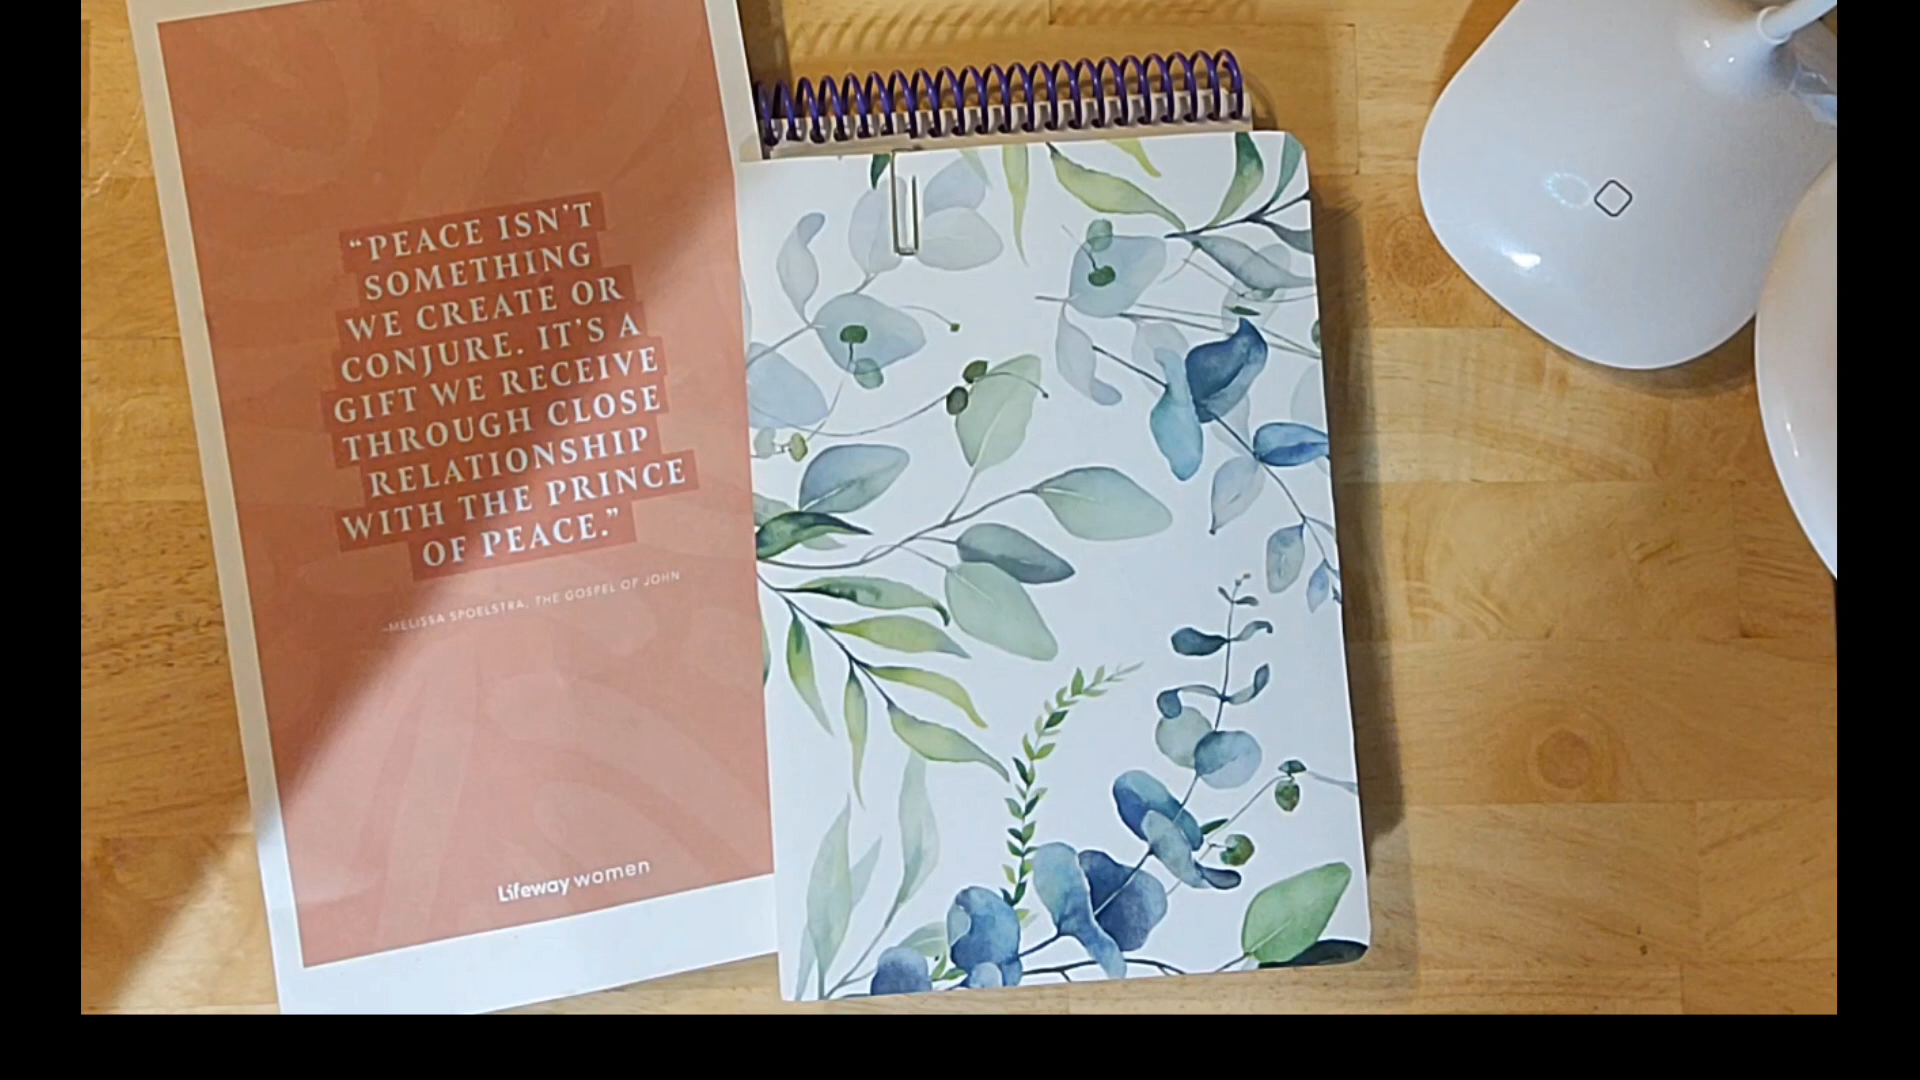 “PEACE ISN’T
SOMETHING
WE CREATE OR
CONJURE. IT’S A
GIFT WE RECEIVE
THROUGH CLOSE
RELATIONSHIP
WITH THE PRINCE
OF PEACE.”
–MELISSA SPOELSTRA, THE GOSPEL OF JOHN
Lifeway women